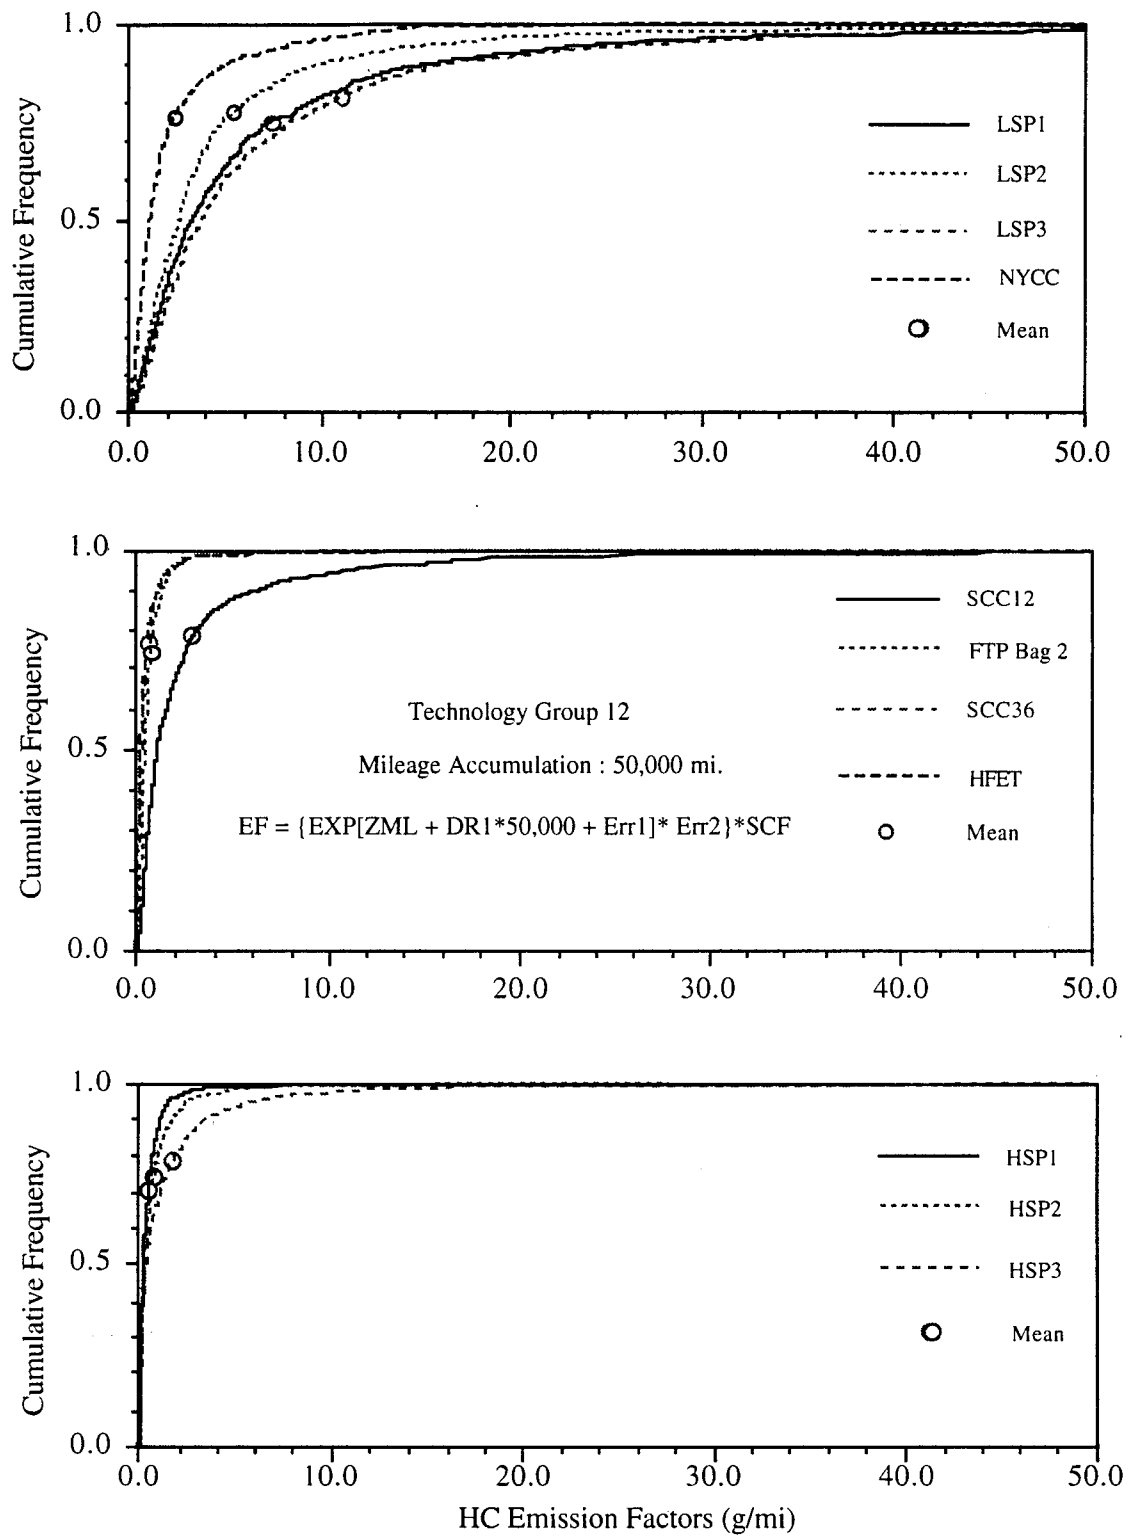 1.0
0.5
0.0
Cumulative Frequency
LSP1
LSP2
LSP3
NYCC
Mean
0.0 10.0 20.0 30.0 40.0 50.0
1.0
0.5
0.0
Cumulative Frequency
SCC12
FTP Bag 2
SCC36
HFET
Mean
Technology Group 12
Mileage Accumulation : 50,000 mi.
EF = {EXP[ZML + DR1*50,000 + Err1]* Err2}*SCF
0.0 10.0 20.0 30.0 40.0 50.0
1.0
0.5
0.0
Cumulative Frequency
HSP1
HSP2
HSP3
Mean
0.0 10.0 20.0 30.0 40.0 50.0
HC Emission Factors (g/mi)